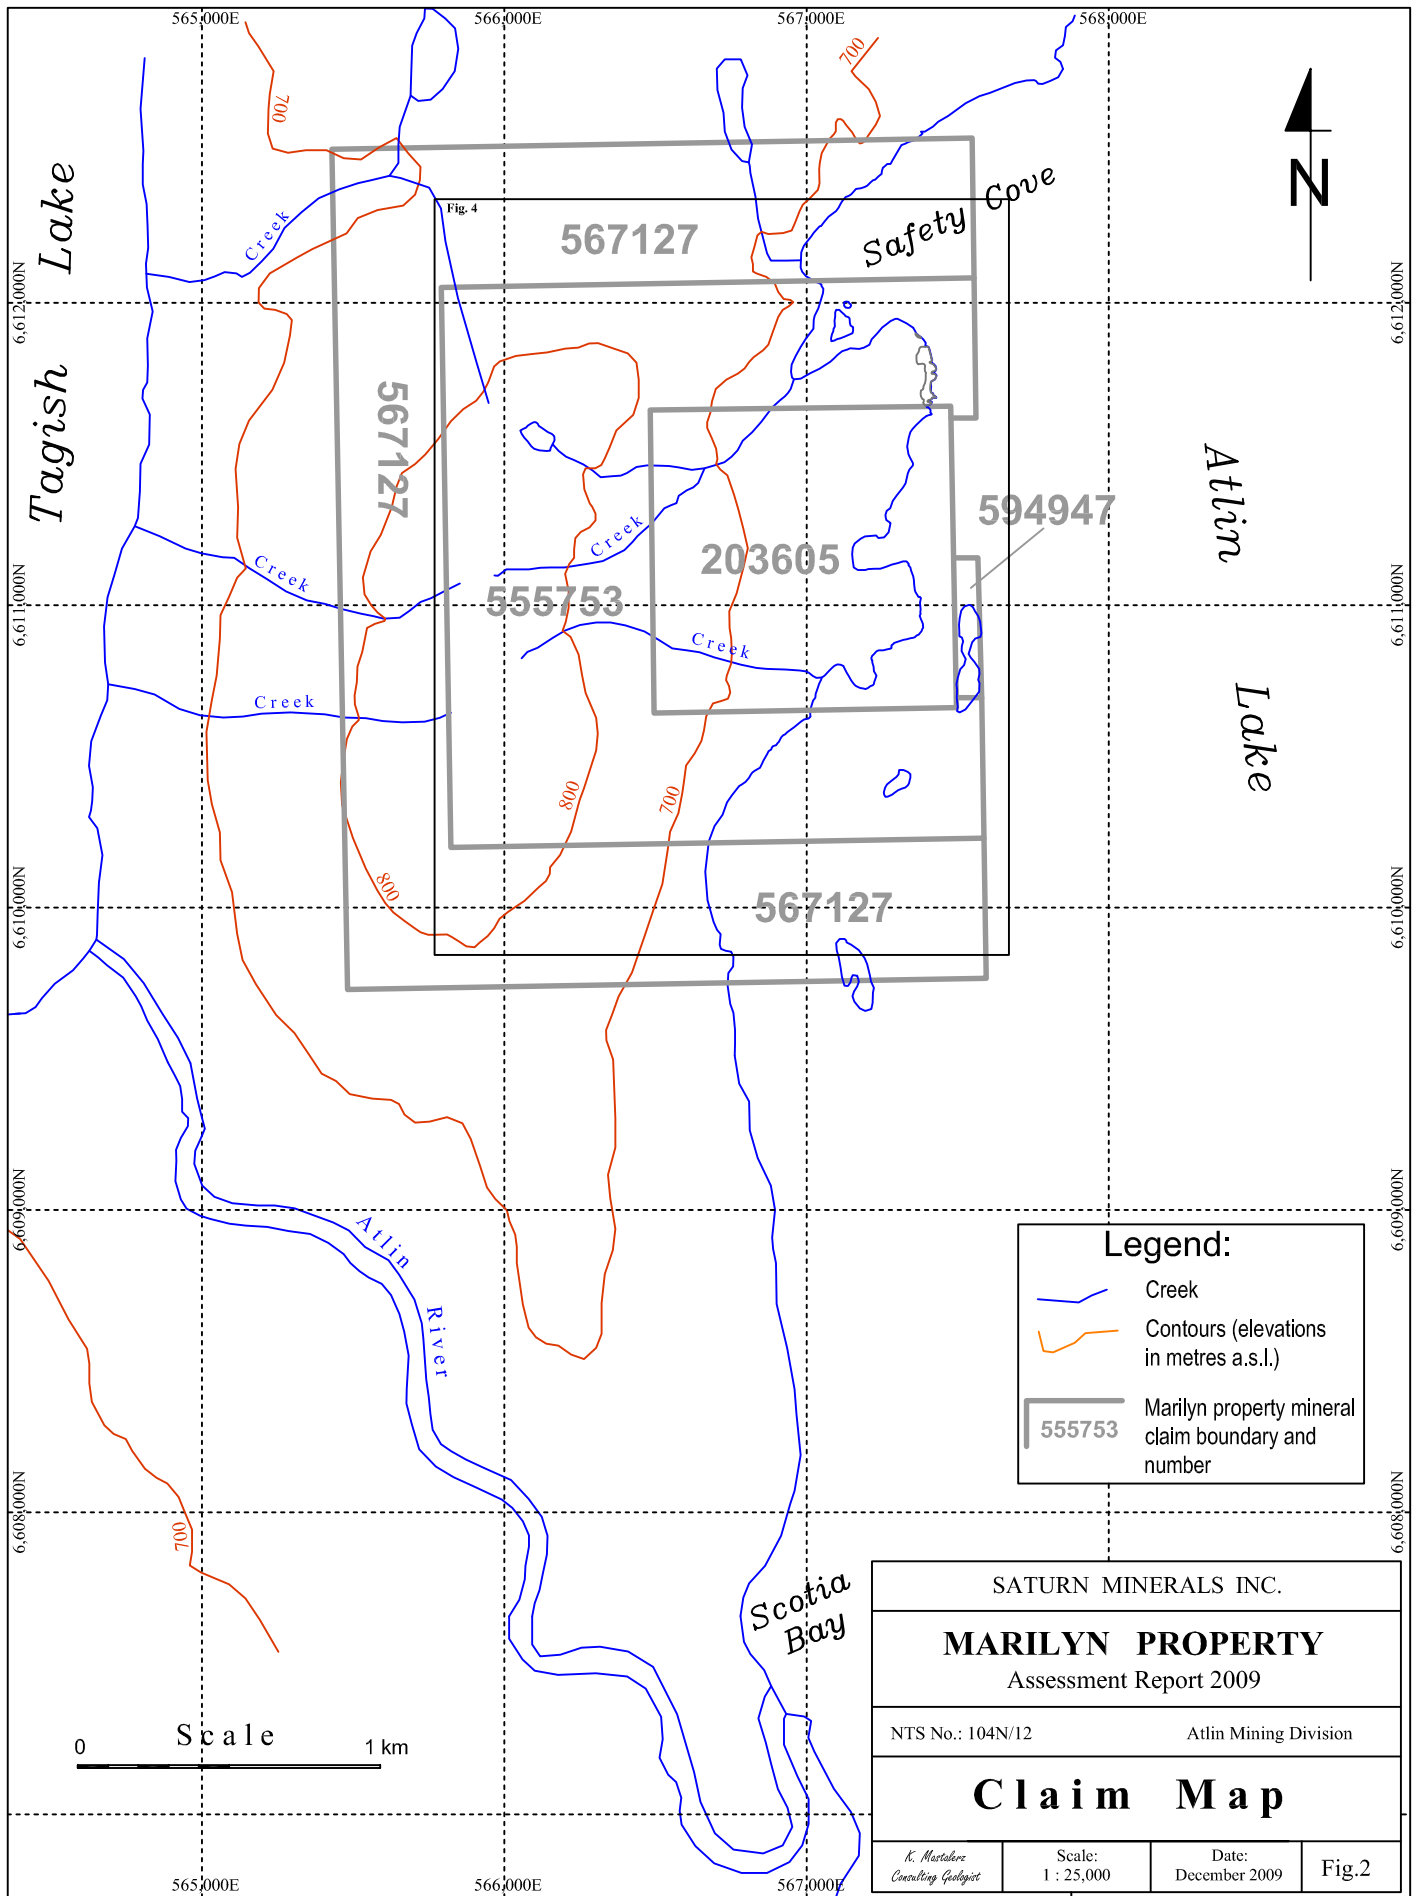 565,000E
566,000E
567,000E
568,000E
700
700
N
Tagish Lake
Creek
Fig. 4
567127
Safety Cove
6,612,000N
6,612,000N
567127
Atlin Lake
594947
Creek
Creek
203605
555753
6,611,000N
6,611,000N
Creek
Creek
800
700
800
567127
6,610,000N
6,610,000N
6,609,000N
6,609,000N
Atlin River
Legend:
Creek
Contours (elevations
in metres a.s.l.)
555753
Marilyn property mineral
claim boundary and
number
6,608,000N
6,608,000N
700
Scotia
Bay
SATURN MINERALS INC.
MARILYN PROPERTY
Assessment Report 2009
NTS No.: 104N/12
Atlin Mining Division
Claim Map
K. Mastalerz
Consulting Geologist
Scale:
1 : 25,000
Date:
December 2009
Fig.2
Scale
0
1 km
565,000E
566,000E
567,000E